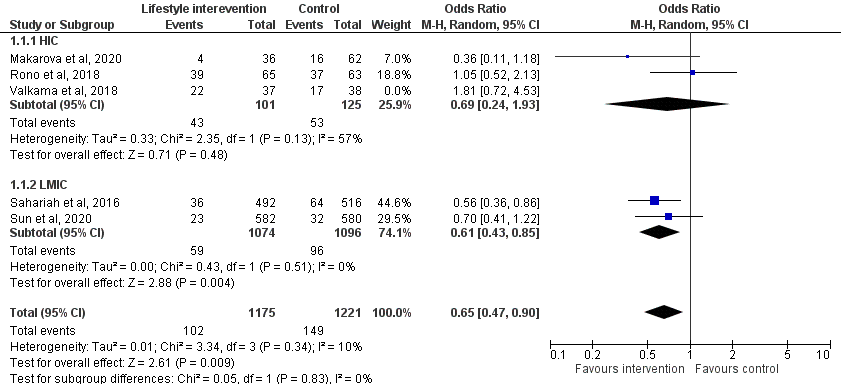 Lifestyle interevention Control Odds Ratio Odds Ratio
Study or Subgroup Events Total Events Total Weight M-H, Random, 95% CI M-H, Random, 95% CI
1.1.1 HIC
Makarova et al, 2020 4 36 16 62 7.0% 0.36 [0.11, 1.18]
Rono et al, 2018 39 65 37 63 18.8% 1.05 [0.52, 2.13]
Valkama et al, 2018 22 37 17 38 0.0% 1.81 [0.72, 4.53]
Subtotal (95% CI) 101 125 25.9% 0.69 [0.24, 1.93]
Total events 43 53
Heterogeneity: Tau² = 0.33; Chi² = 2.35, df = 1 (P = 0.13); I² = 57%
Test for overall effect: Z = 0.71 (P = 0.48)
1.1.2 LMIC
Sahariah et al, 2016 36 492 64 516 44.6% 0.56 [0.36, 0.86]
Sun et al, 2020 23 582 32 580 29.5% 0.70 [0.41, 1.22]
Subtotal (95% CI) 1074 1096 74.1% 0.61 [0.43, 0.85]
Total events 59 96
Heterogeneity: Tau² = 0.00; Chi² = 0.43, df = 1 (P = 0.51); I² = 0%
Test for overall effect: Z = 2.88 (P = 0.004)
Total (95% CI) 1175 1221 100.0% 0.65 [0.47, 0.90]
Total events 102 149
Heterogeneity: Tau² = 0.01; Chi² = 3.34, df = 3 (P = 0.34); I² = 10%
Test for overall effect: Z = 2.61 (P = 0.009)
Test for subgroup differences: Chi² = 0.05, df = 1 (P = 0.83), I² = 0%
0.1 0.2 0.5 1 2 5 10
Favours intervention Favours control